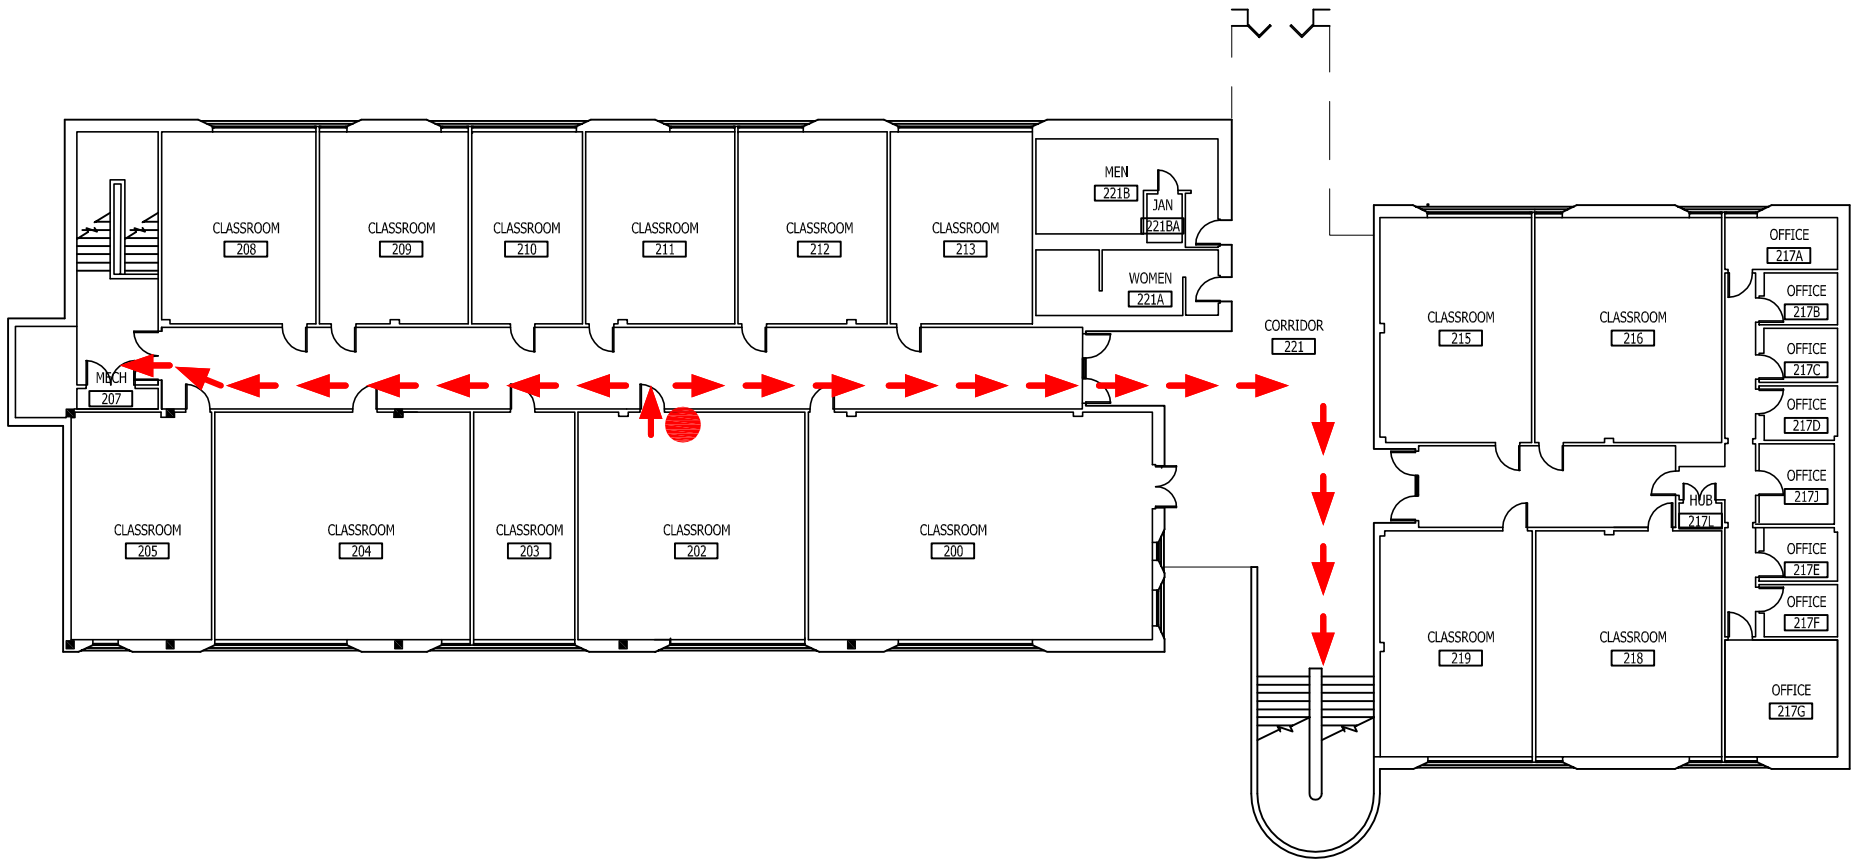 MEN
221B
JAN
221BA
CLASSROOM
208
CLASSROOM
209
CLASSROOM
210
CLASSROOM
211
CLASSROOM
212
CLASSROOM
213
WOMEN
221A
OFFICE
217A
OFFICE
217B
CORRIDOR
221
CLASSROOM
215
CLASSROOM
216
OFFICE
217C
MECH
207
OFFICE
217D
OFFICE
217J
HUB
217L
CLASSROOM
205
CLASSROOM
204
CLASSROOM
203
CLASSROOM
202
CLASSROOM
200
OFFICE
217E
OFFICE
217F
CLASSROOM
219
CLASSROOM
218
OFFICE
217G